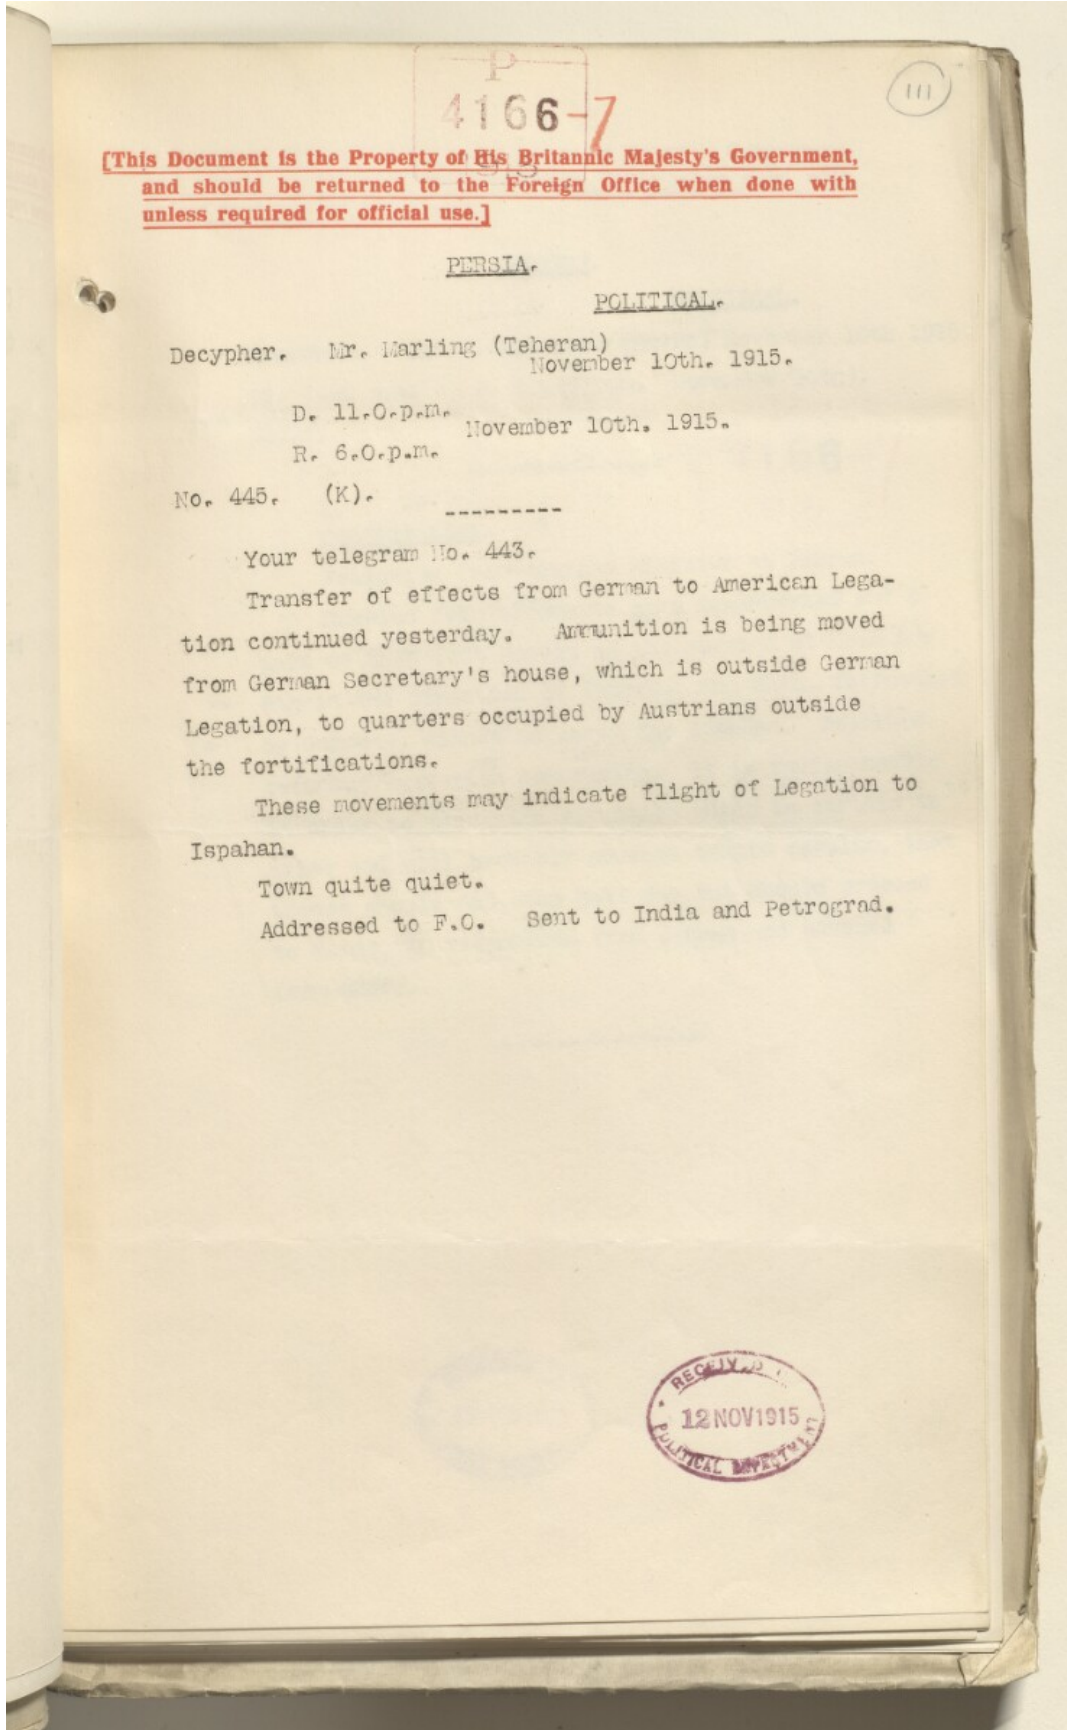 P
4166-7
111
[This Document is the Property of His Britannic Majesty's Government,
and should be returned to the Foreign Office when done with
unless required for official use.]
PERSIA.
POLITICAL.
Decypher. Mr. Marling (Teheran)
November 10th. 1915.
D. 11.0.p.m.
November 10th. 1915.
R. 6.0.p.m.
No. 445. (K).
---------
Your telegram No. 443.
Transfer of effects from German to American Lega-
tion continued yesterday. Ammunition is being moved
from German Secretary's house, which is outside German
Legation, to quarters occupied by Austrians outside
the fortifications.
These movements may indicate flight of Legation to
Ispahan.
Town quite quiet.
Addressed to F.O. Sent to India and Petrograd.
RECEIVED
12 NOV 1915
POLITICAL DEPARTMENT